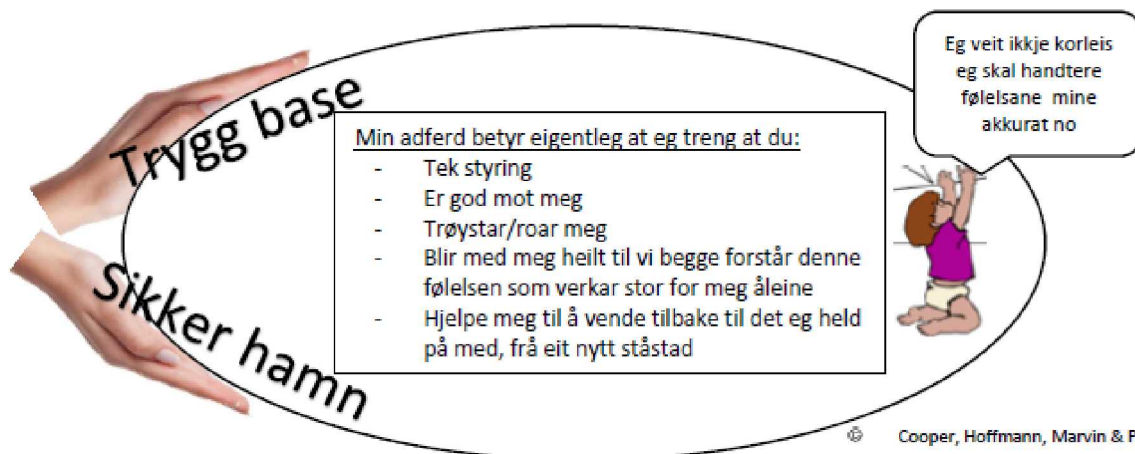 Trygg base
Sikker hamn
Min adferd betyr eigentleg at eg treng at du:
- Tek styring
- Er god mot meg
- Trøystar/roar meg
- Blir med meg heilt til vi begge forstår denne
følelsen som verkar stor for meg åleine
- Hjelpe meg til å vende tilbake til det eg held
på med, frå eit nytt ståstad
Eg veit ikkje korleis
eg skal handtere
følelsane mine
akkurat no
© Cooper, Hoffmann, Marvin &